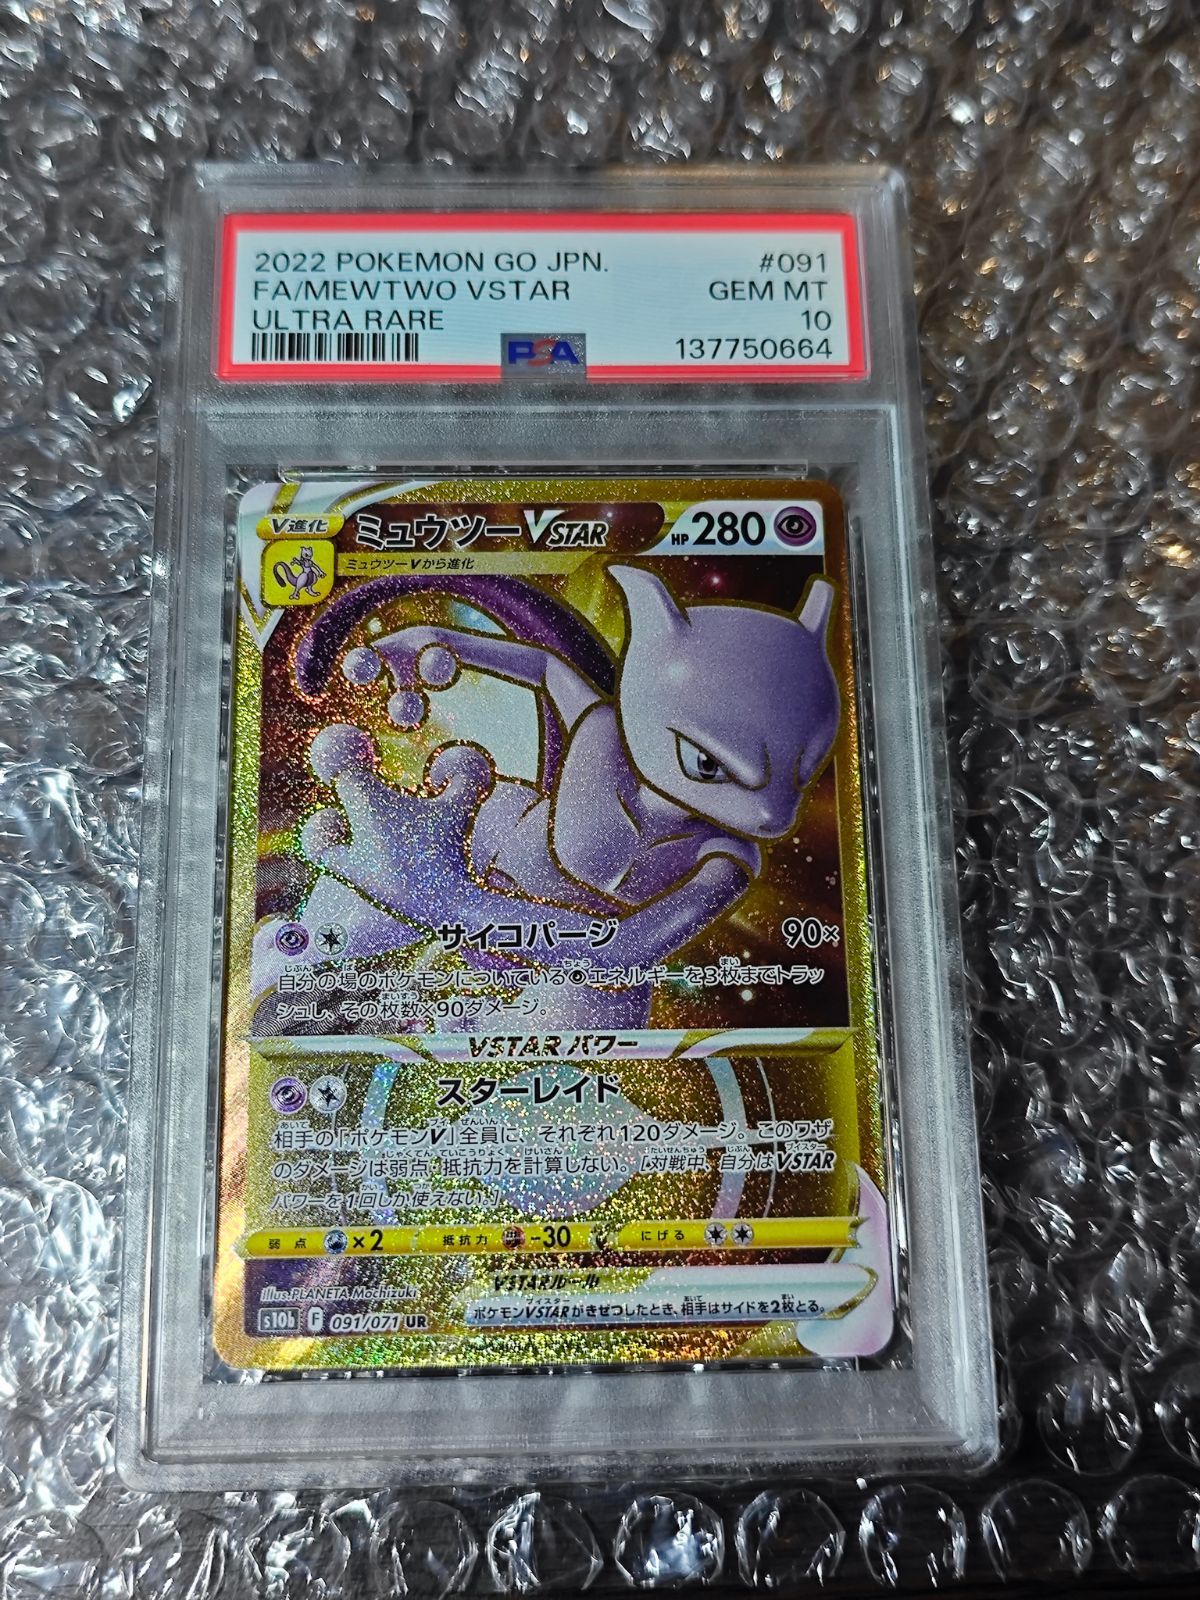 2022 POKEMON GO JPN. #091
FA/MEWTWO VSTAR GEM MT
ULTRA RARE 10
PSA 137750664
V進化 ミュウツーVSTAR HP 280
ミュウツーVから進化
サイコパージ 90×
自分の場のポケモンについているエネルギーを3枚までトラッ
シュし、その枚数×90ダメージ。
VSTARパワー
スターレイド
相手の「ポケモンV」全員に、それぞれ120ダメージ。このワザ
のダメージは弱点・抵抗力を計算しない。[対戦中、自分はVSTAR
パワーを1回しか使えない。]
弱点 ×2 抵抗力 -30 にげる
illus.PLANETA Mochizuki
VSTARルール
ポケモンVSTARがきぜつしたとき、相手はサイドを2枚とる。
s10b F 091/071 UR